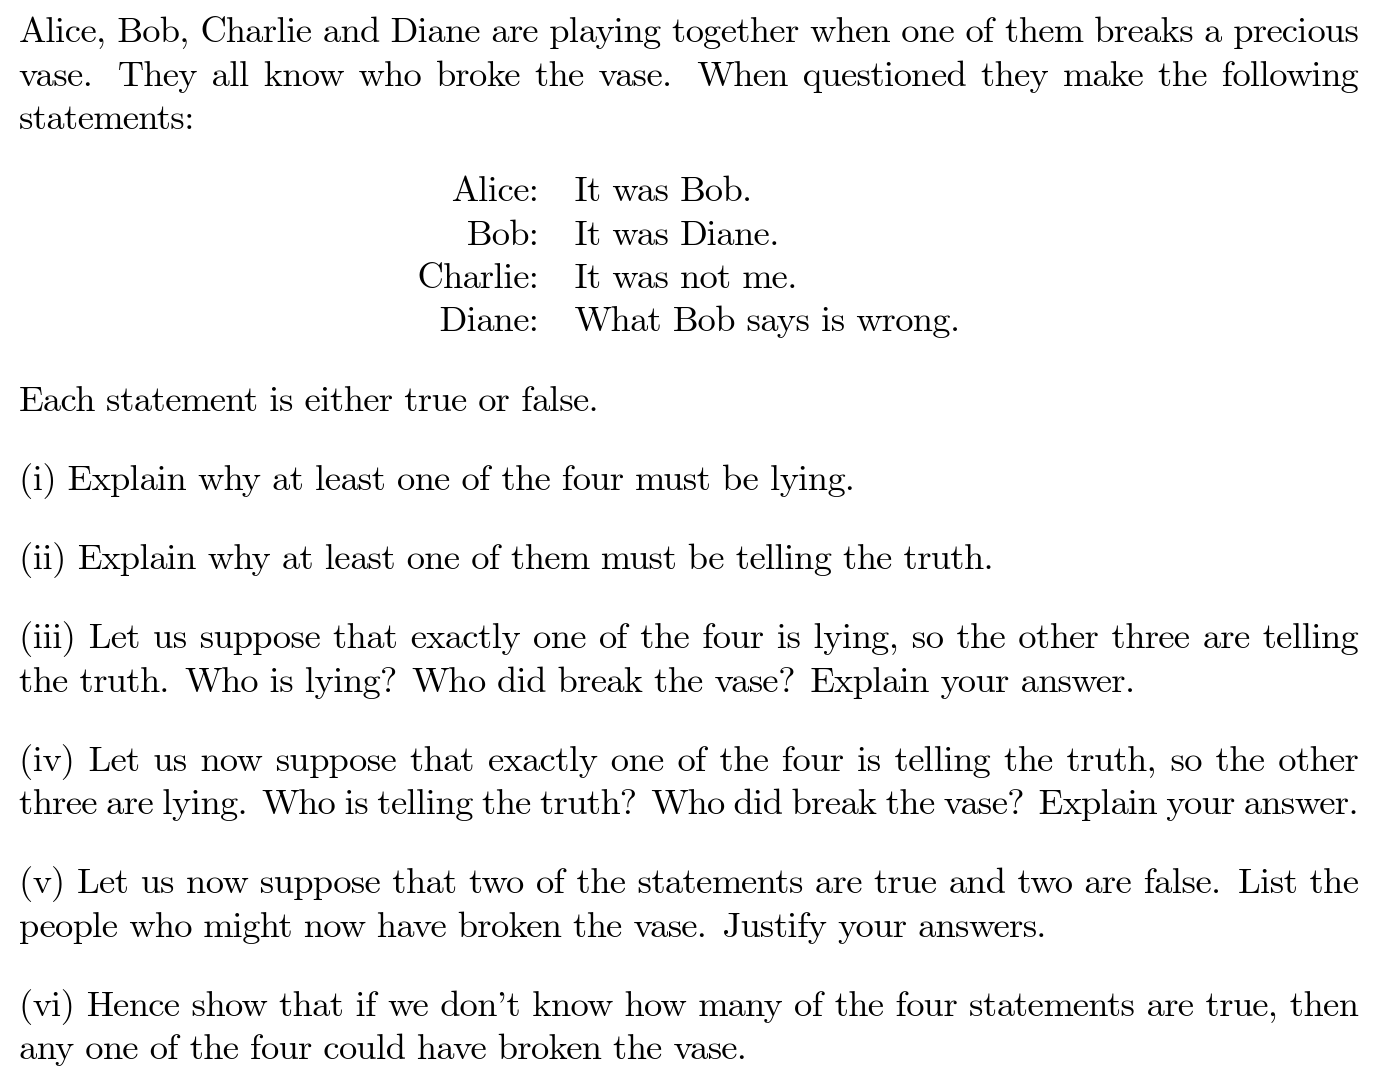 Alice, Bob, Charlie and Diane are playing together when one of them breaks a precious
vase. They all know who broke the vase. When questioned they make the following
statements:
Alice: It was Bob.
Bob: It was Diane.
Charlie: It was not me.
Diane: What Bob says is wrong.
Each statement is either true or false.
(i) Explain why at least one of the four must be lying.
(ii) Explain why at least one of them must be telling the truth.
(iii) Let us suppose that exactly one of the four is lying, so the other three are telling
the truth. Who is lying? Who did break the vase? Explain your answer.
(iv) Let us now suppose that exactly one of the four is telling the truth, so the other
three are lying. Who is telling the truth? Who did break the vase? Explain your answer.
(v) Let us now suppose that two of the statements are true and two are false. List the
people who might now have broken the vase. Justify your answers.
(vi) Hence show that if we don't know how many of the four statements are true, then
any one of the four could have broken the vase.